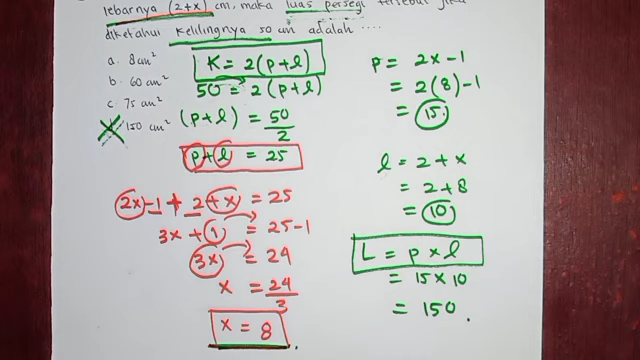 lebarnya (2+x) cm, maka luas persegi tersebut jika
diketahui Kelilingnya 50 cm adalah ....
a. 8 cm²
b. 60 cm²
c. 75 cm²
150 cm²
K = 2(p+l)
50 = 2(p+l)
(p+l) = 50/2
p+l = 25
2x-1 + 2+x = 25
3x + 1 = 25-1
3x = 24
x = 24/3
x = 8
p = 2x-1
= 2(8)-1
= 15
l = 2+x
= 2+8
= 10
L = p x l
= 15 x 10
= 150.